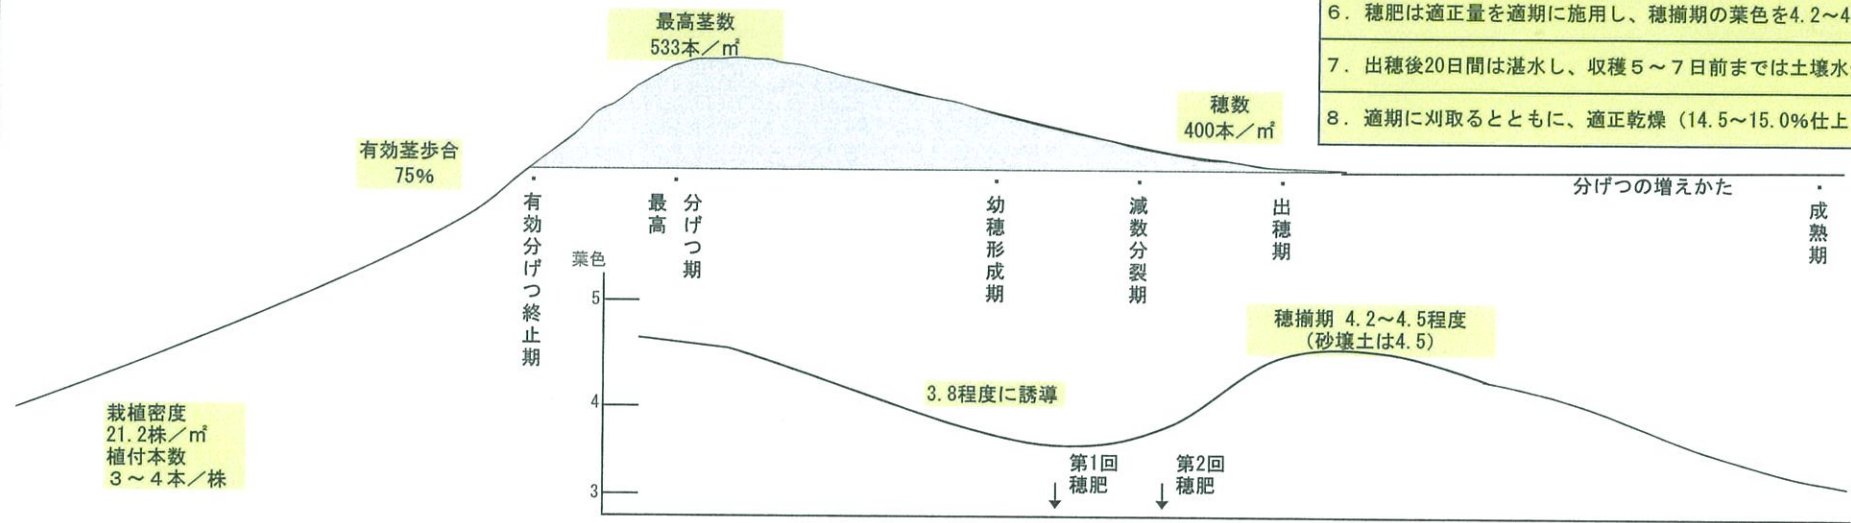 最高茎数
533本／㎡
6. 穂肥は適正量を適期に施用し、穂揃期の葉色を4.2～4
7. 出穂後20日間は湛水し、収穫５～７日前までは土壌水
8. 適期に刈取るとともに、適正乾燥（14.5～15.0%仕上
穂数
400本／㎡
有効茎歩合
75%
分げつの増えかた
有効分げつ終止期
最高
分げつ期
幼穂形成期
減数分裂期
出穂期
成熟期
葉色
5
4
3
穂揃期 4.2～4.5程度
（砂壌土は4.5）
3.8程度に誘導
栽植密度
21.2株／㎡
植付本数
３～４本／株
第1回
穂肥
第2回
穂肥